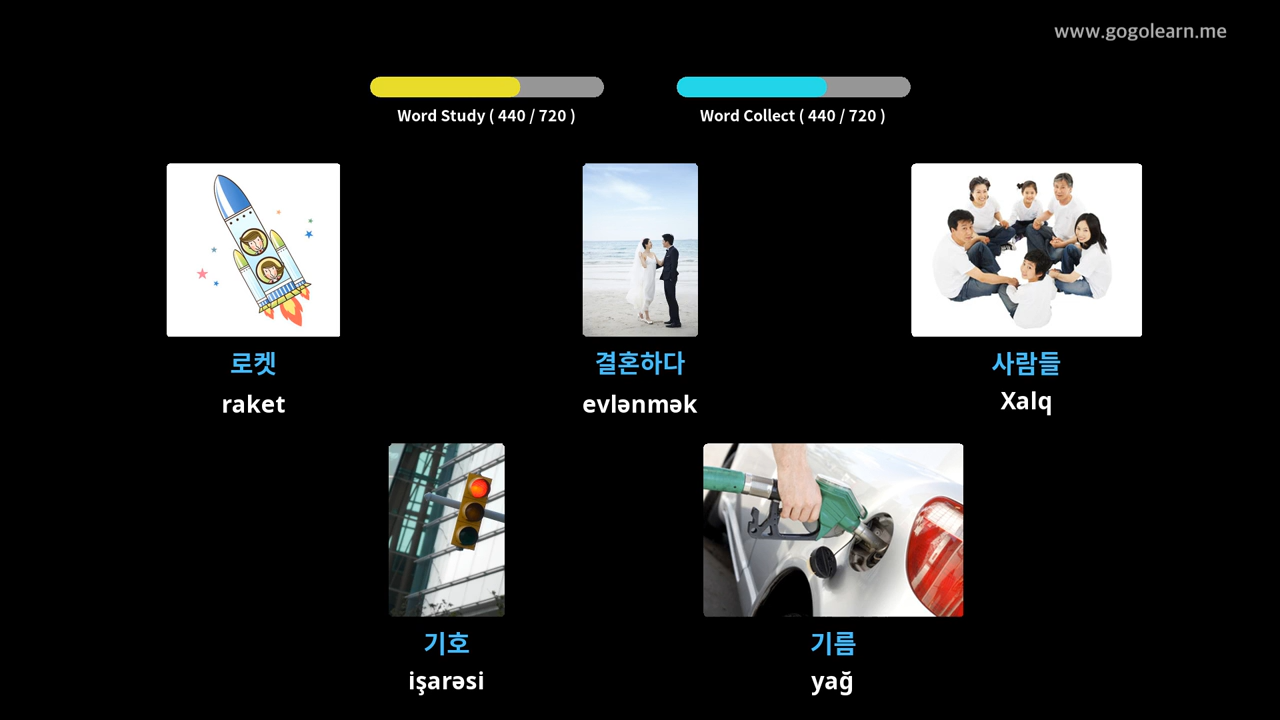 www.gogolearn.me
Word Study ( 440 / 720 )
Word Collect ( 440 / 720 )
로켓
raket
결혼하다
evlənmək
사람들
Xalq
기호
işarəsi
기름
yağ